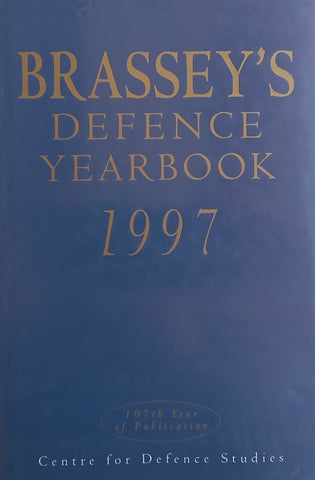 BRASSEY'S
DEFENCE
YEARBOOK
1997
107th Year
of Publication
Centre for Defence Studies